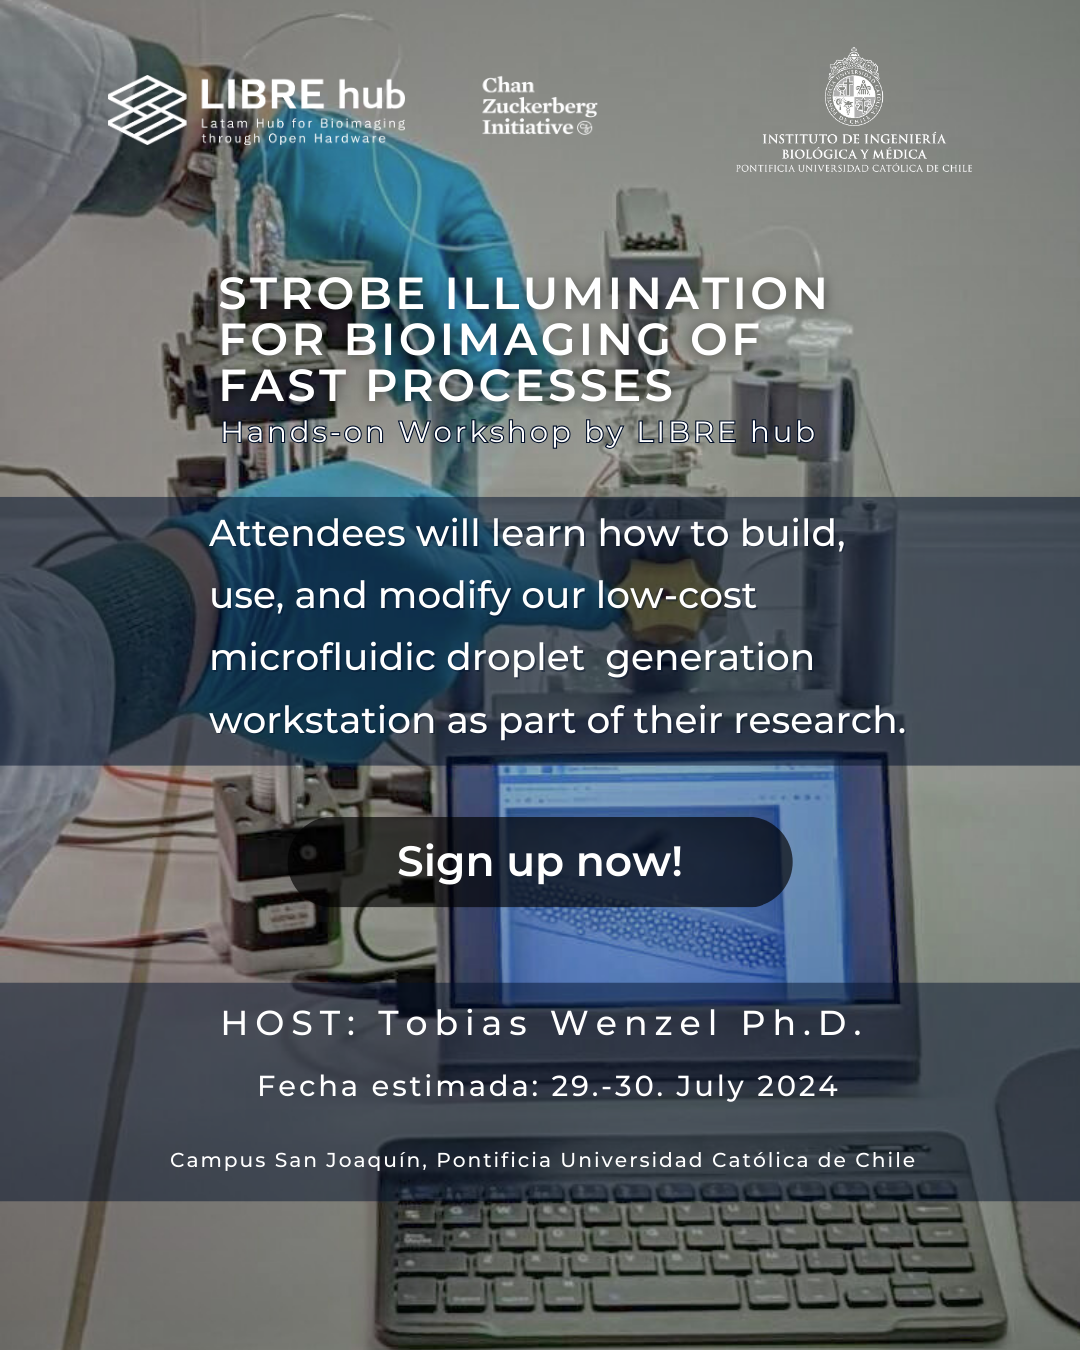 LIBRE hub
Latam Hub for Bioimaging
through Open Hardware
Chan
Zuckerberg
Initiative
INSTITUTO DE INGENIERÍA
BIOLÓGICA Y MÉDICA
PONTIFICIA UNIVERSIDAD CATÓLICA DE CHILE
STROBE ILLUMINATION
FOR BIOIMAGING OF
FAST PROCESSES
Hands-on Workshop by LIBRE hub
Attendees will learn how to build,
use, and modify our low-cost
microfluidic droplet generation
workstation as part of their research.
Sign up now!
HOST: Tobias Wenzel Ph.D.
Fecha estimada: 29.-30. July 2024
Campus San Joaquín, Pontificia Universidad Católica de Chile